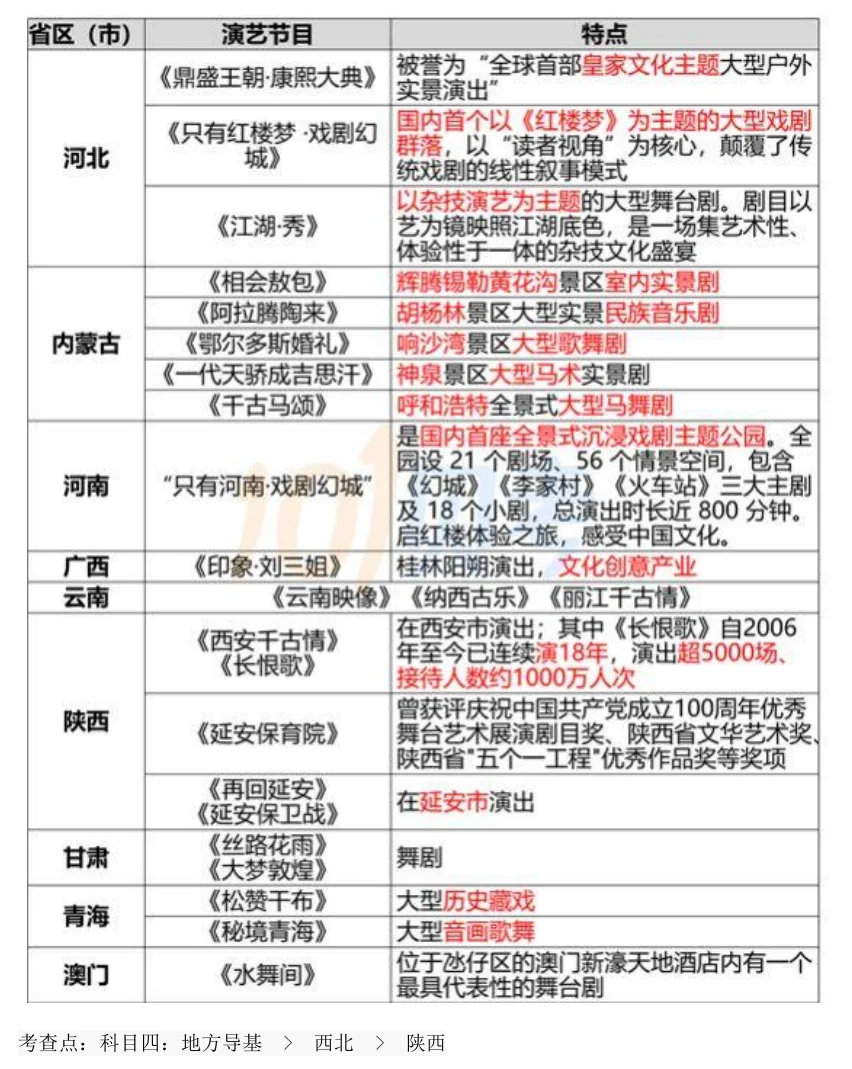 省区（市） 演艺节目 特点
河北
《鼎盛王朝·康熙大典》
被誉为“全球首部皇家文化主题大型户外
实景演出”
《只有红楼梦 ·戏剧幻
城》
国内首个以《红楼梦》为主题的大型戏剧
群落，以“读者视角”为核心，颠覆了传
统戏剧的线性叙事模式
《江湖·秀》
以杂技演艺为主题的大型舞台剧。剧目以
艺为镜映照江湖底色，是一场集艺术性、
体验性于一体的杂技文化盛宴
内蒙古
《相会敖包》 辉腾锡勒黄花沟景区室内实景剧
《阿拉腾陶来》 胡杨林景区大型实景民族音乐剧
《鄂尔多斯婚礼》 响沙湾景区大型歌舞剧
《一代天骄成吉思汗》 神泉景区大型马术实景剧
《千古马颂》 呼和浩特全景式大型马舞剧
河南
“只有河南·戏剧幻城”
是国内首座全景式沉浸戏剧主题公园。全
园设 21 个剧场、56 个情景空间，包含
《幻城》《李家村》《火车站》三大主剧
及 18 个小剧，总演出时长近 800 分钟。
启红楼体验之旅，感受中国文化。
广西 《印象·刘三姐》 桂林阳朔演出，文化创意产业
云南 《云南映像》《纳西古乐》《丽江千古情》
陕西
《西安千古情》
《长恨歌》
在西安市演出；其中《长恨歌》自2006
年至今已连续演18年，演出超5000场、
接待人数约1000万人次
《延安保育院》
曾获评庆祝中国共产党成立100周年优秀
舞台艺术展演剧目奖、陕西省文华艺术奖、
陕西省"五个一工程"优秀作品奖等奖项
《再回延安》
《延安保卫战》
在延安市演出
甘肃
《丝路花雨》
《大梦敦煌》
舞剧
青海
《松赞干布》 大型历史藏戏
《秘境青海》 大型音画歌舞
澳门
《水舞间》
位于氹仔区的澳门新濠天地酒店内有一个
最具代表性的舞台剧
考查点：科目四：地方导基 > 西北 > 陕西